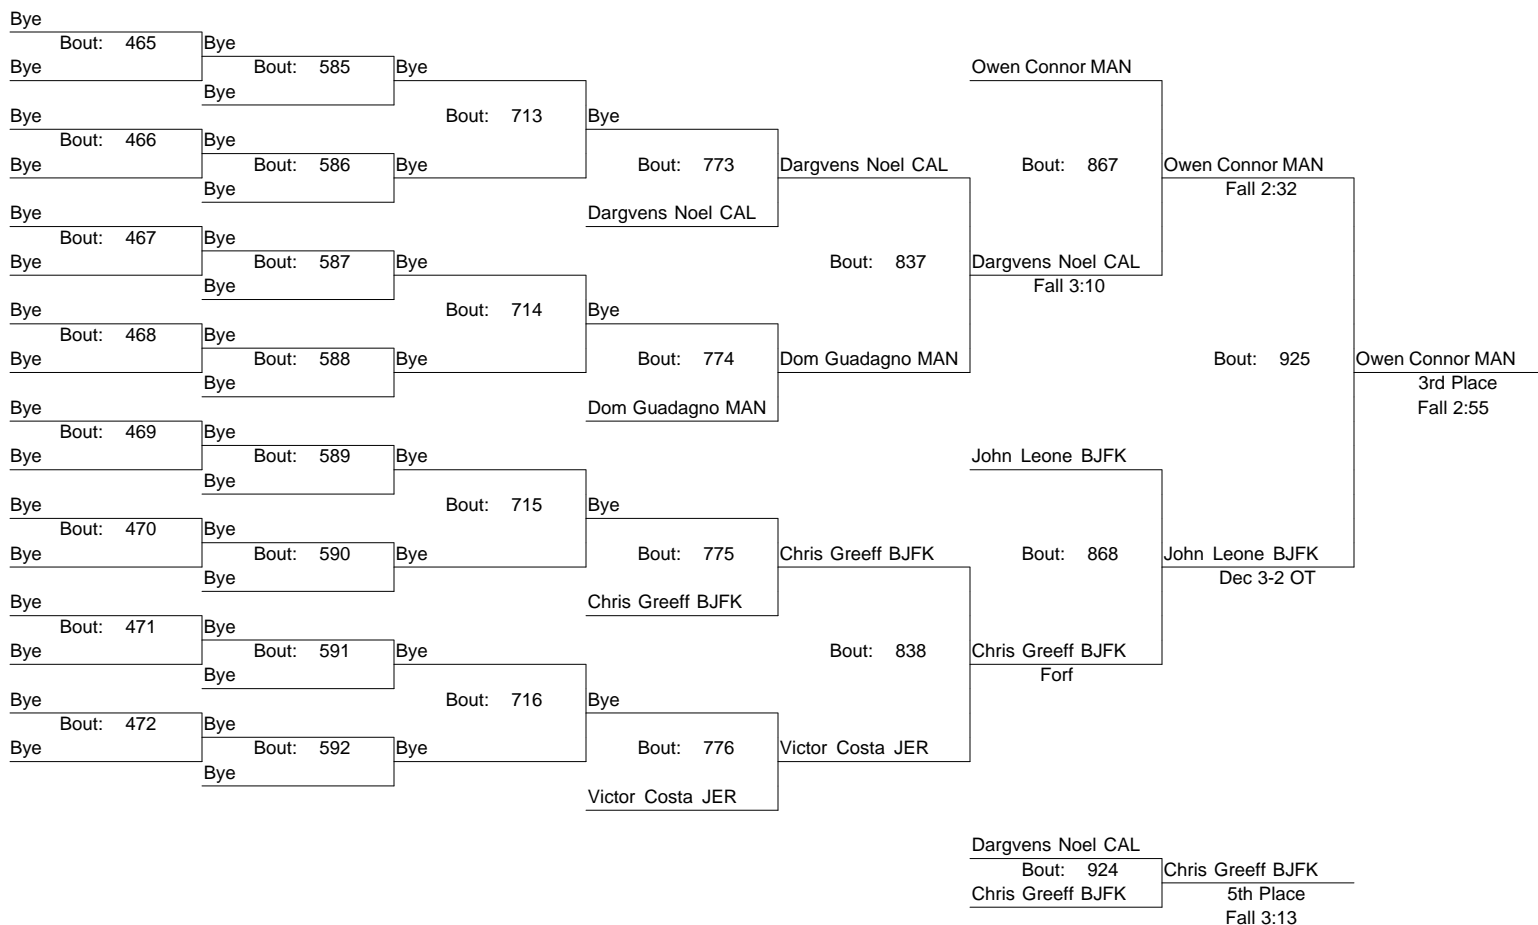 Bye
Bout: 465 Bye
Bye Bout: 585 Bye Owen Connor MAN
Bye
Bye Bout: 713 Bye
Bout: 466 Bye
Bye Bout: 586 Bye Bout: 773 Dargvens Noel CAL Bout: 867 Owen Connor MAN
Bye Fall 2:32
Bye Dargvens Noel CAL
Bout: 467 Bye
Bye Bout: 587 Bye Bout: 837 Dargvens Noel CAL
Bye Fall 3:10
Bye Bout: 714 Bye
Bout: 468 Bye
Bye Bout: 588 Bye Bout: 774 Dom Guadagno MAN Bout: 925 Owen Connor MAN
Bye 3rd Place
Bye Dom Guadagno MAN Fall 2:55
Bout: 469 Bye
Bye Bout: 589 Bye John Leone BJFK
Bye
Bye Bout: 715 Bye
Bout: 470 Bye
Bye Bout: 590 Bye Bout: 775 Chris Greeff BJFK Bout: 868 John Leone BJFK
Bye Dec 3-2 OT
Bye Chris Greeff BJFK
Bout: 471 Bye
Bye Bout: 591 Bye Bout: 838 Chris Greeff BJFK
Bye Forf
Bye Bout: 716 Bye
Bout: 472 Bye
Bye Bout: 592 Bye Bout: 776 Victor Costa JER
Bye
Victor Costa JER
Dargvens Noel CAL
Bout: 924 Chris Greeff BJFK
Chris Greeff BJFK 5th Place
Fall 3:13